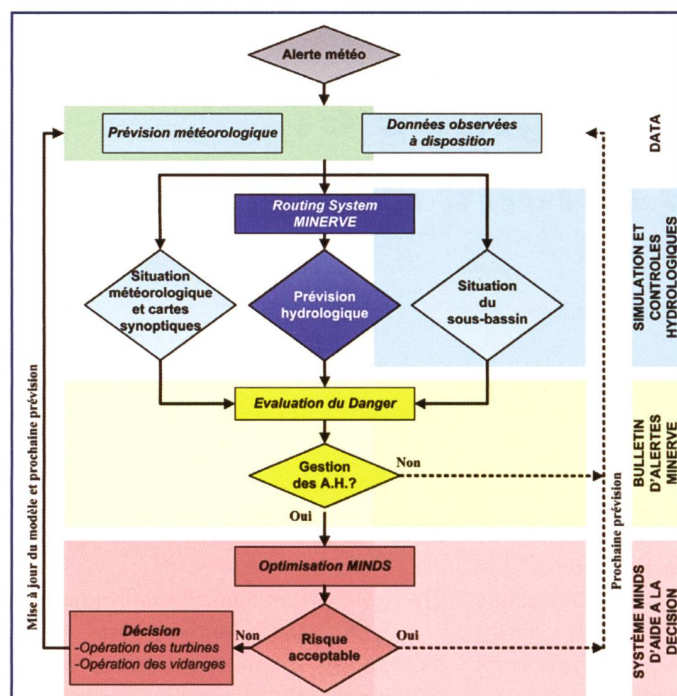 Alerte météo
Prévision météorologique
Données observées
à disposition
DATA
Routing System
MINERVE
Situation
météorologique
et cartes
synoptiques
Prévision
hydrologique
Situation
du
sous-bassin
SIMULATION ET
CONTROLES
HYDROLOGIQUES
Evaluation du Danger
Gestion
des A.H.?
Non
Oui
BULLETIN
D'ALERTES
MINERVE
Optimisation MINDS
Risque
acceptable
Non
Oui
Décision
-Opération des turbines
-Opération des vidanges
SYSTÈME MINDS
D'AIDE A LA
DECISION
Mise à jour du modèle et prochaine prévision
Prochaine prévision